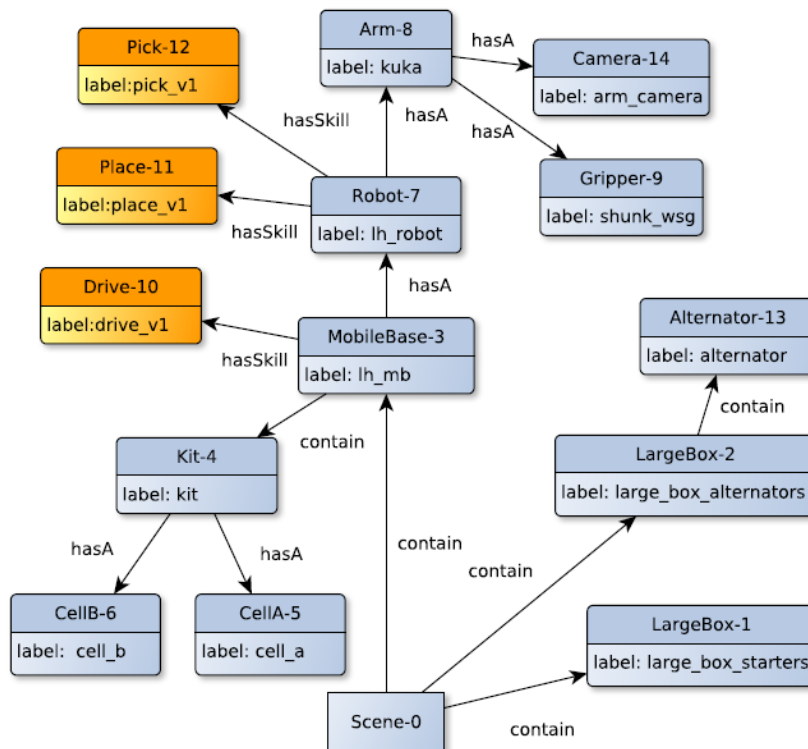 Pick-12
label:pick_v1
Arm-8
label: kuka
hasA
Camera-14
label: arm_camera
hasSkill
hasA
hasA
Place-11
label:place_v1
Robot-7
label: lh_robot
Gripper-9
label: shunk_wsg
hasSkill
hasA
Drive-10
label:drive_v1
MobileBase-3
label: lh_mb
hasSkill
Alternator-13
label: alternator
contain
contain
Kit-4
label: kit
LargeBox-2
label: large_box_alternators
hasA
hasA
contain
contain
CellB-6
label: cell_b
CellA-5
label: cell_a
LargeBox-1
label: large_box_starters
Scene-0
contain